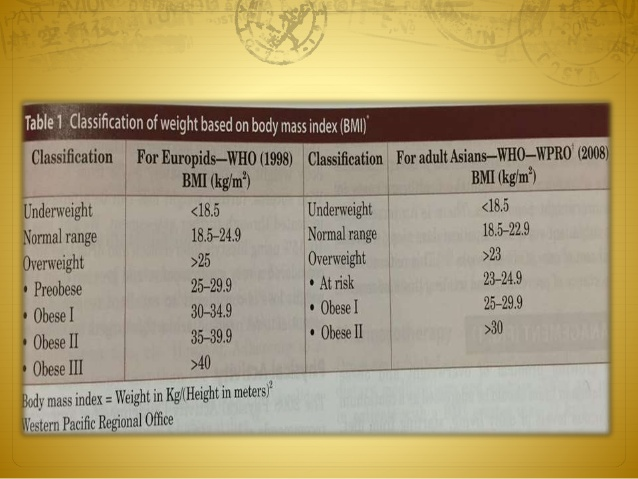 Table 1 Classification of weight based on body mass index (BMI)*
Classification For Europids—WHO (1998) Classification For adult Asians—WHO—WPRO† (2008)
BMI (kg/m²) BMI (kg/m²)
Underweight <18.5 Underweight <18.5
Normal range 18.5–24.9 Normal range 18.5–22.9
Overweight >25 Overweight >23
• Preobese 25–29.9 • At risk 23–24.9
• Obese I 30–34.9 • Obese I 25–29.9
• Obese II 35–39.9 • Obese II >30
• Obese III >40
Body mass index = Weight in Kg/(Height in meters)²
Western Pacific Regional Office